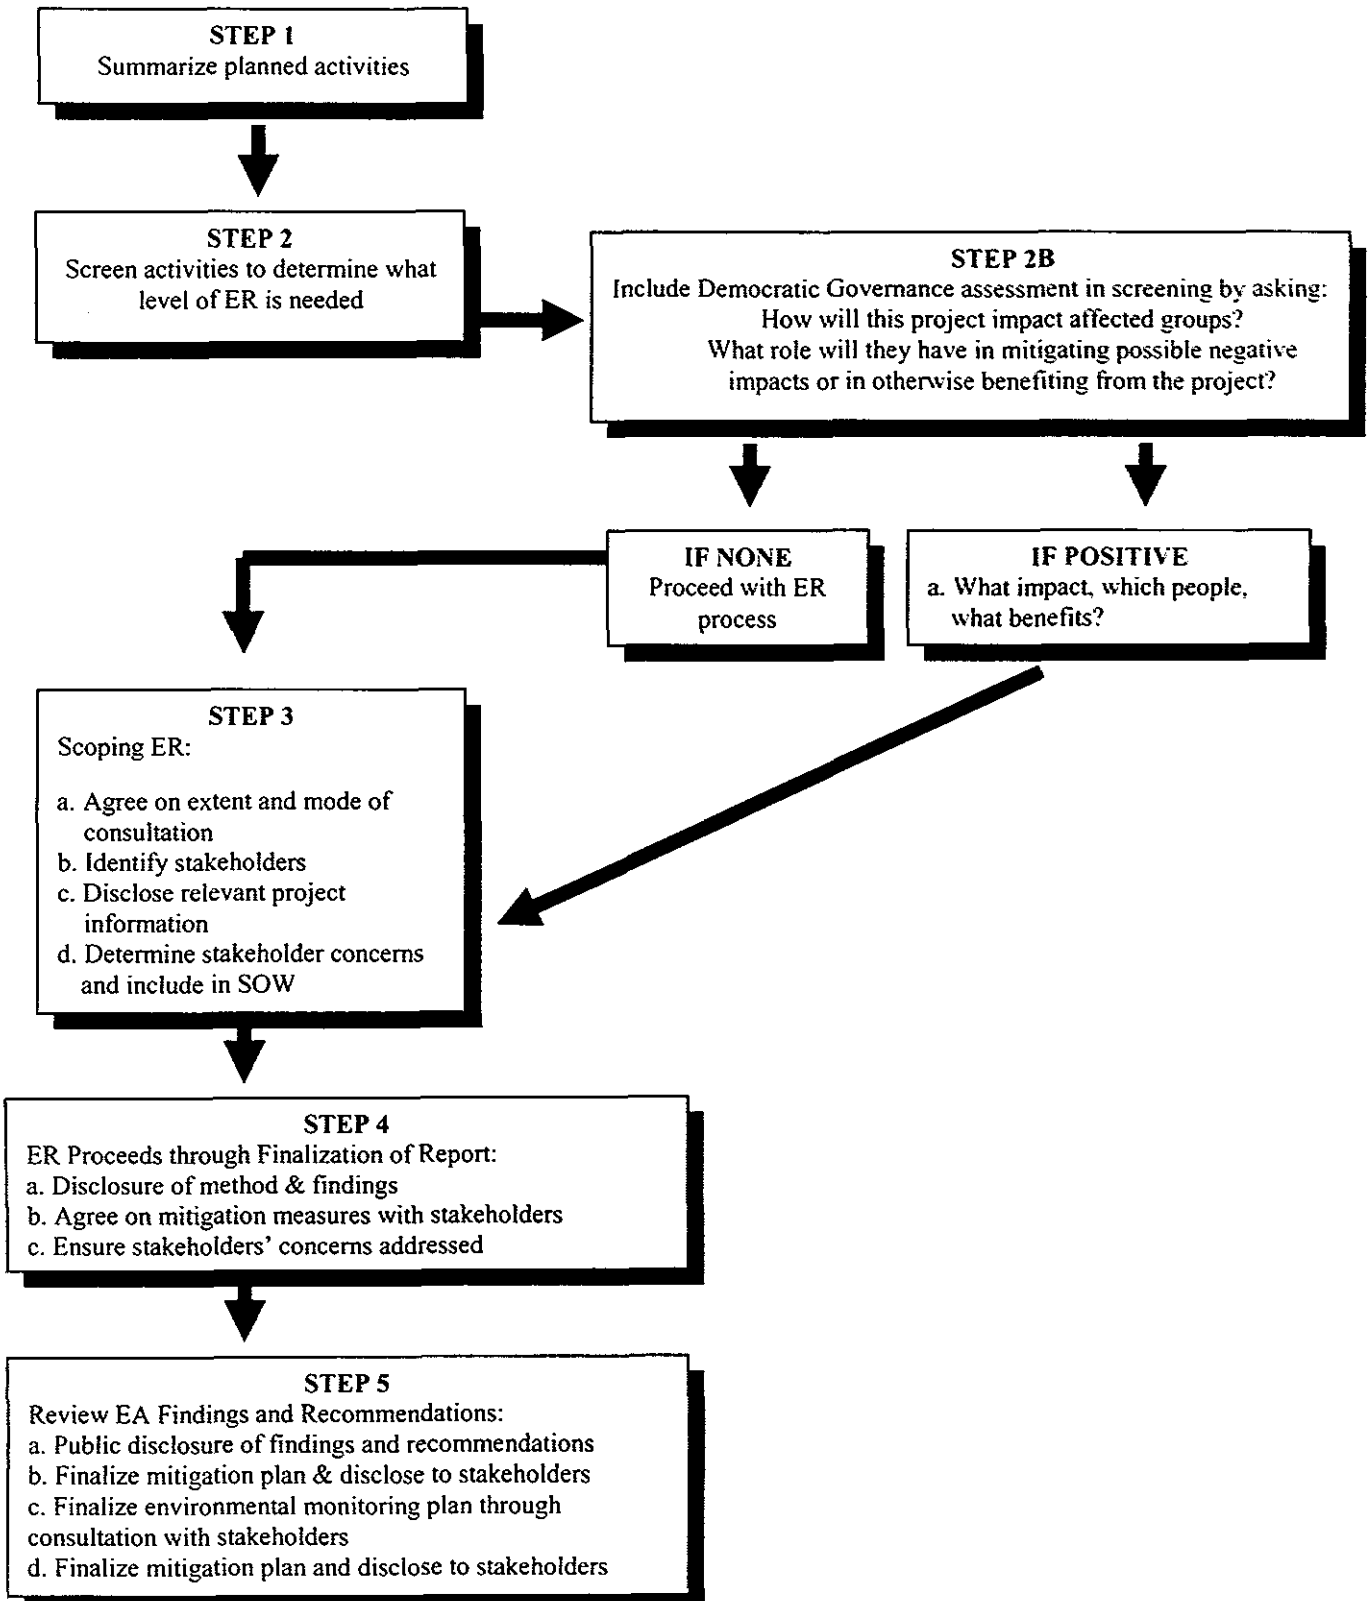 STEP 1
Summarize planned activities
STEP 2
Screen activities to determine what
level of ER is needed
STEP 2B
Include Democratic Governance assessment in screening by asking:
How will this project impact affected groups?
What role will they have in mitigating possible negative
impacts or in otherwise benefiting from the project?
IF NONE
Proceed with ER
process
IF POSITIVE
a. What impact, which people,
what benefits?
STEP 3
Scoping ER:
a. Agree on extent and mode of
consultation
b. Identify stakeholders
c. Disclose relevant project
information
d. Determine stakeholder concerns
and include in SOW
STEP 4
ER Proceeds through Finalization of Report:
a. Disclosure of method & findings
b. Agree on mitigation measures with stakeholders
c. Ensure stakeholders' concerns addressed
STEP 5
Review EA Findings and Recommendations:
a. Public disclosure of findings and recommendations
b. Finalize mitigation plan & disclose to stakeholders
c. Finalize environmental monitoring plan through
consultation with stakeholders
d. Finalize mitigation plan and disclose to stakeholders